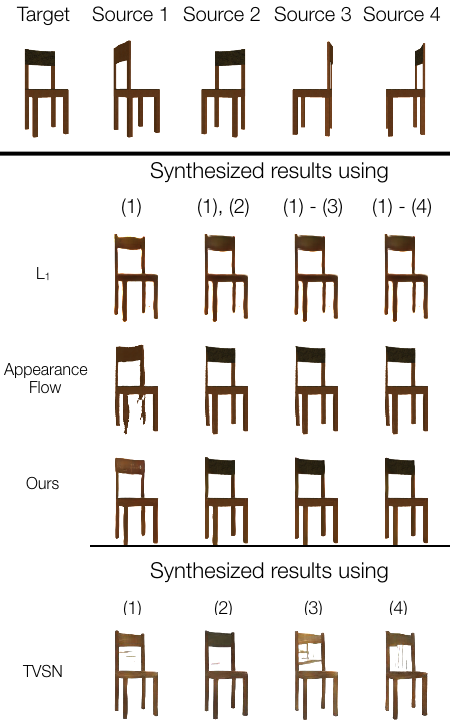 Target Source 1 Source 2 Source 3 Source 4
Synthesized results using
(1) (1), (2) (1) - (3) (1) - (4)
L₁
Appearance
Flow
Ours
Synthesized results using
(1) (2) (3) (4)
TVSN